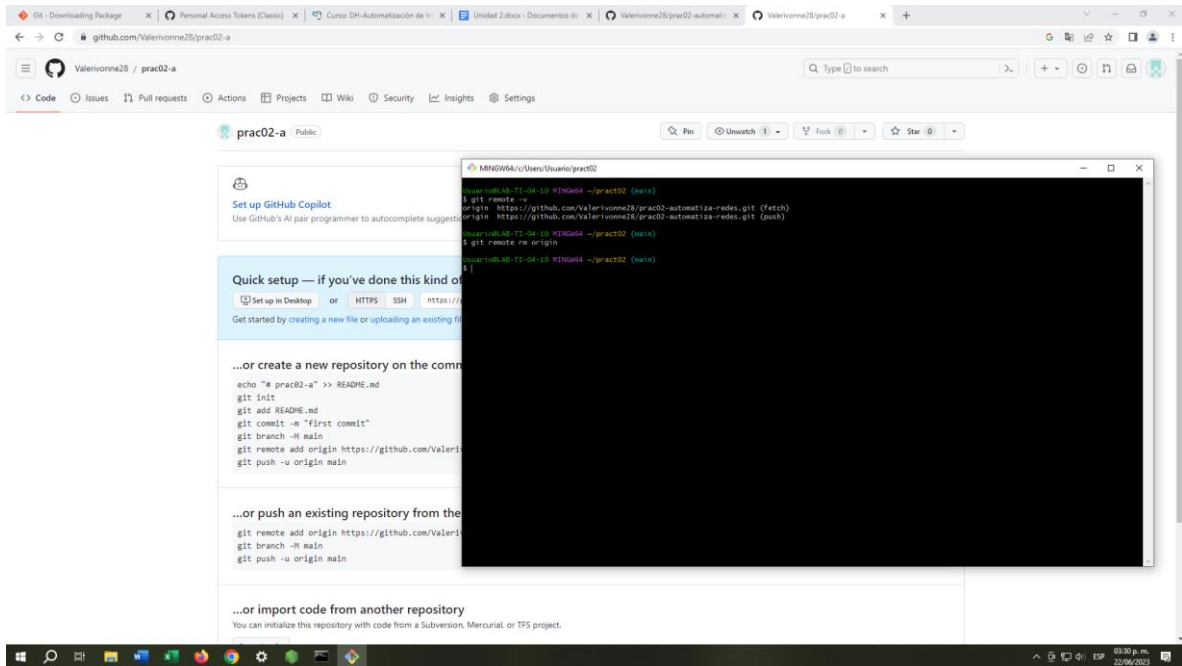 Git - Downloading Package
Personal Access Tokens (Classic)
Curso: DH-Automatización de In
Unidad 2.docx - Documentos de
Valerivonne28/prac02-automatiz
Valerivonne28/prac02-a
github.com/Valerivonne28/prac02-a
Valerivonne28 / prac02-a
Type / to search
Code
Issues
Pull requests
Actions
Projects
Wiki
Security
Insights
Settings
prac02-a Public
Pin
Unwatch 1
Fork 0
Star 0
Set up GitHub Copilot
Use GitHub's AI pair programmer to autocomplete suggestio
Quick setup — if you've done this kind of
Set up in Desktop or HTTPS SSH https://
Get started by creating a new file or uploading an existing fil
...or create a new repository on the comm
echo "# prac02-a" >> README.md
git init
git add README.md
git commit -m "first commit"
git branch -M main
git remote add origin https://github.com/Valeri
git push -u origin main
...or push an existing repository from the
git remote add origin https://github.com/Valeri
git branch -M main
git push -u origin main
...or import code from another repository
You can initialize this repository with code from a Subversion, Mercurial, or TFS project.
MINGW64:/c/Users/Usuario/pract02
Usuario@LAB-TI-04-10 MINGW64 ~/pract02 (main)
$ git remote -v
origin https://github.com/Valerivonne28/prac02-automatiza-redes.git (fetch)
origin https://github.com/Valerivonne28/prac02-automatiza-redes.git (push)
Usuario@LAB-TI-04-10 MINGW64 ~/pract02 (main)
$ git remote rm origin
Usuario@LAB-TI-04-10 MINGW64 ~/pract02 (main)
$
ESP
03:30 p. m.
22/06/2023